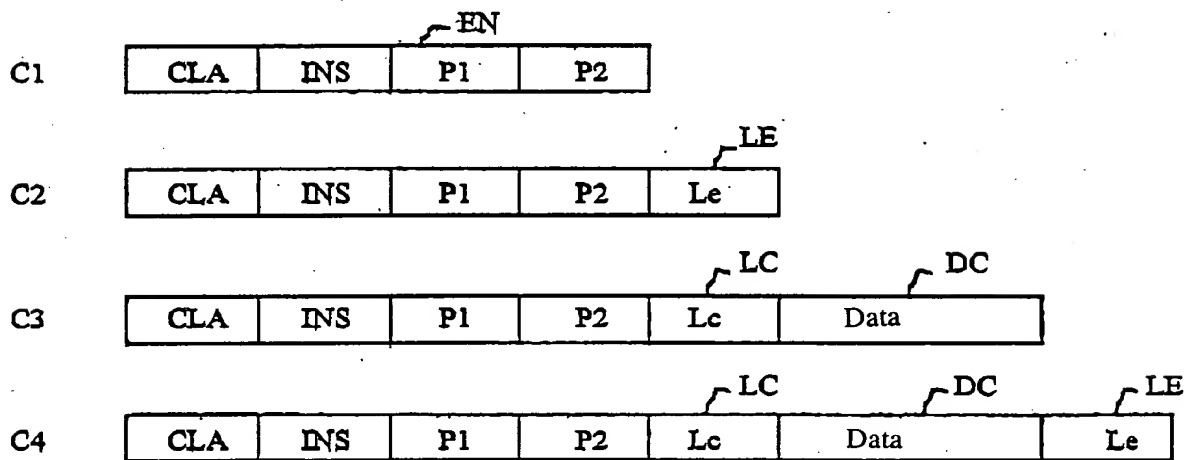 EN
C1 CLA INS P1 P2
LE
C2 CLA INS P1 P2 Le
LC DC
C3 CLA INS P1 P2 Lc Data
LC DC LE
C4 CLA INS P1 P2 Lc Data Le